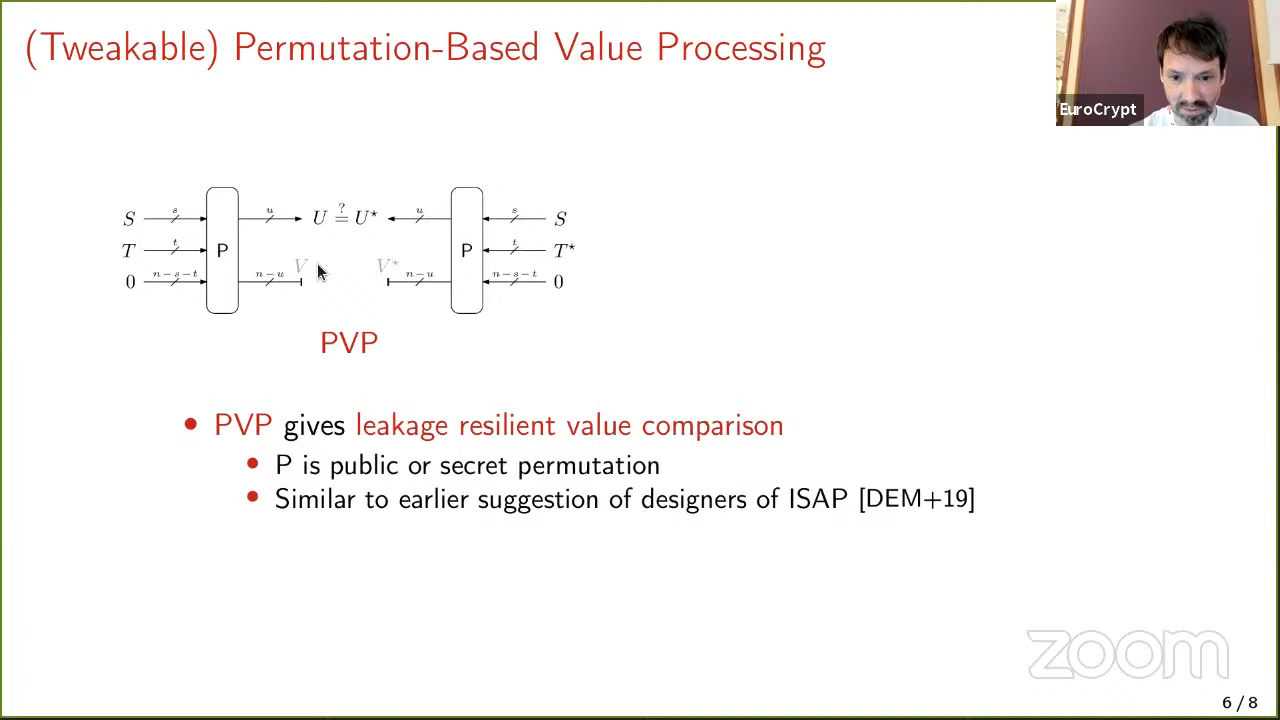 (Tweakable) Permutation-Based Value Processing
EuroCrypt
S s u U ?= U⋆ u s S
T t P P t T⋆
0 n−s−t n−u V V⋆ n−u n−s−t 0
PVP
• PVP gives leakage resilient value comparison
• P is public or secret permutation
• Similar to earlier suggestion of designers of ISAP [DEM+19]
zoom
6 / 8